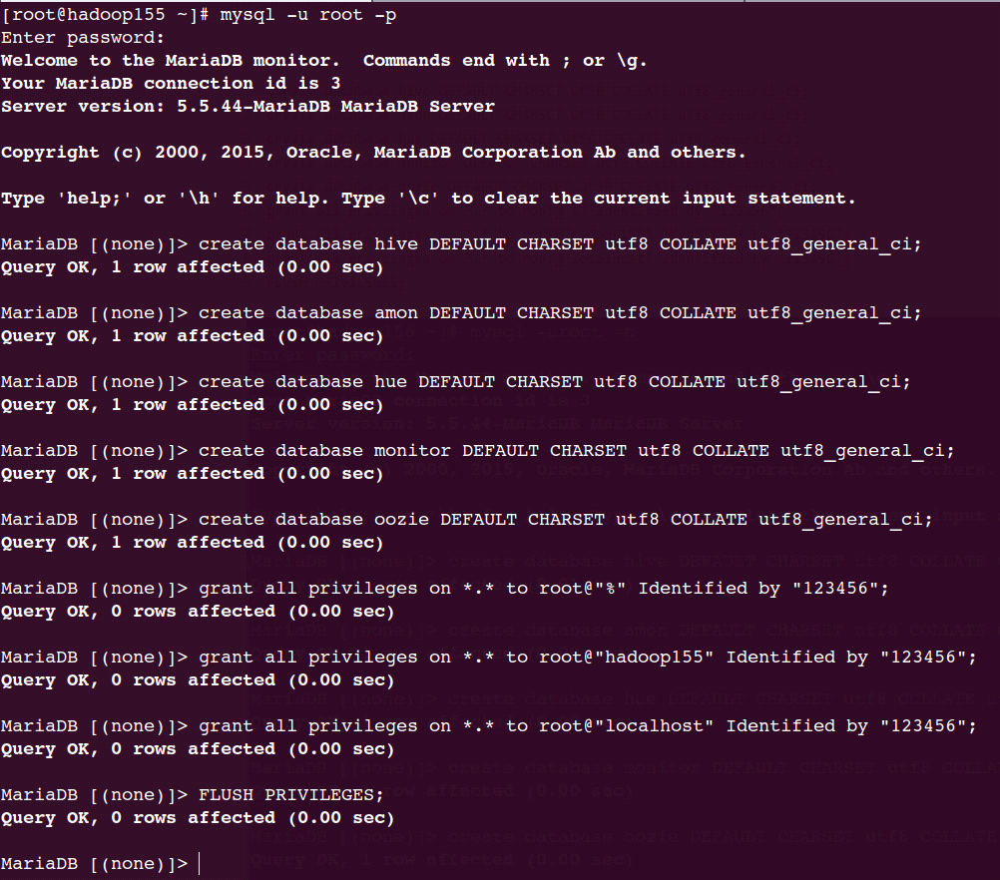 [root@hadoop155 ~]# mysql -u root -p
Enter password:
Welcome to the MariaDB monitor.  Commands end with ; or \g.
Your MariaDB connection id is 3
Server version: 5.5.44-MariaDB MariaDB Server
Copyright (c) 2000, 2015, Oracle, MariaDB Corporation Ab and others.
Type 'help;' or '\h' for help. Type '\c' to clear the current input statement.
MariaDB [(none)]> create database hive DEFAULT CHARSET utf8 COLLATE utf8_general_ci;
Query OK, 1 row affected (0.00 sec)
MariaDB [(none)]> create database amon DEFAULT CHARSET utf8 COLLATE utf8_general_ci;
Query OK, 1 row affected (0.00 sec)
MariaDB [(none)]> create database hue DEFAULT CHARSET utf8 COLLATE utf8_general_ci;
Query OK, 1 row affected (0.00 sec)
MariaDB [(none)]> create database monitor DEFAULT CHARSET utf8 COLLATE utf8_general_ci;
Query OK, 1 row affected (0.00 sec)
MariaDB [(none)]> create database oozie DEFAULT CHARSET utf8 COLLATE utf8_general_ci;
Query OK, 1 row affected (0.00 sec)
MariaDB [(none)]> grant all privileges on *.* to root@"%" Identified by "123456";
Query OK, 0 rows affected (0.00 sec)
MariaDB [(none)]> grant all privileges on *.* to root@"hadoop155" Identified by "123456";
Query OK, 0 rows affected (0.00 sec)
MariaDB [(none)]> grant all privileges on *.* to root@"localhost" Identified by "123456";
Query OK, 0 rows affected (0.00 sec)
MariaDB [(none)]> FLUSH PRIVILEGES;
Query OK, 0 rows affected (0.00 sec)
MariaDB [(none)]>